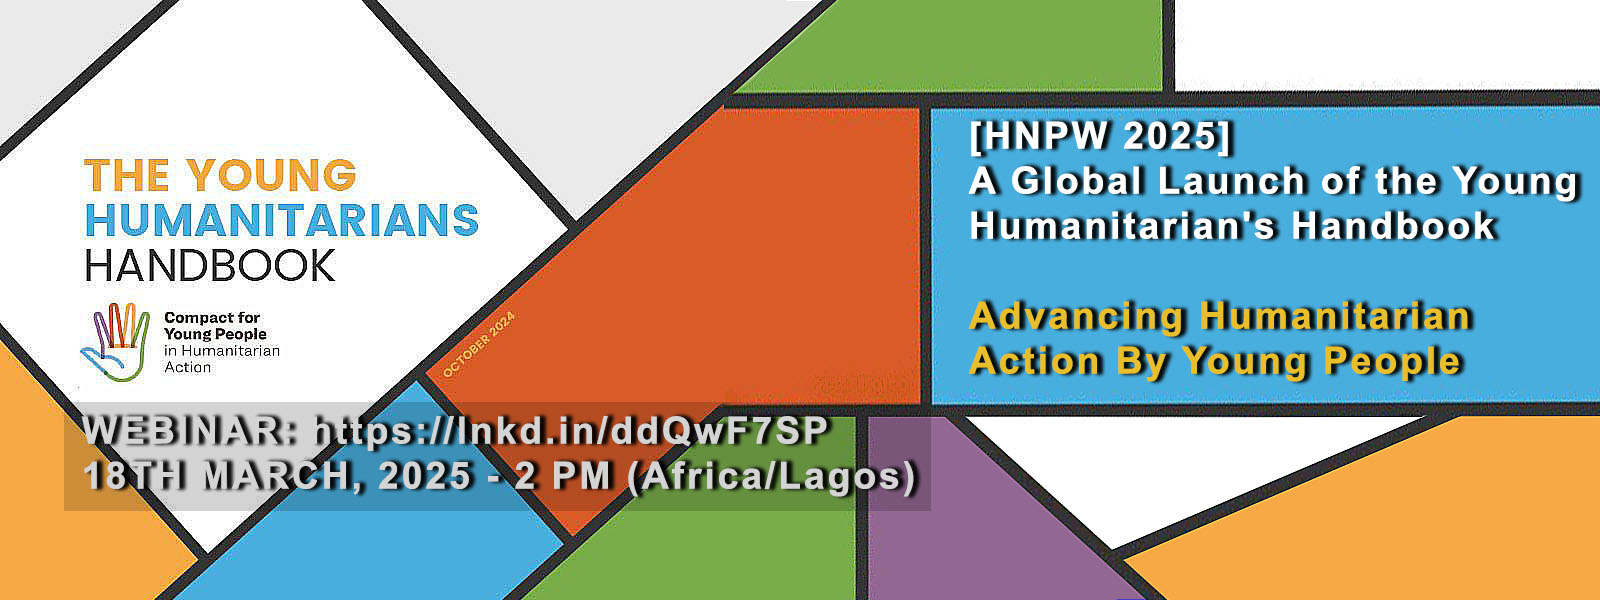 THE YOUNG
HUMANITARIANS
HANDBOOK
Compact for
Young People
in Humanitarian
Action
OCTOBER 2024
[HNPW 2025]
A Global Launch of the Young
Humanitarian's Handbook
Advancing Humanitarian
Action By Young People
WEBINAR: https://lnkd.in/ddQwF7SP
18TH MARCH, 2025 - 2 PM (Africa/Lagos)